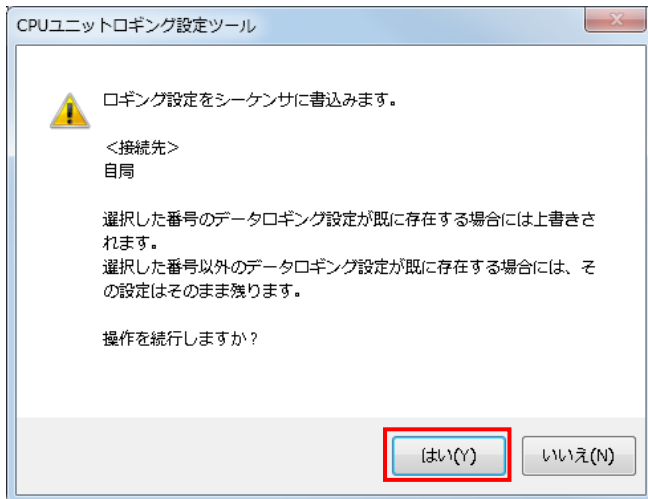 CPUユニットロギング設定ツール
ロギング設定をシーケンサに書込みます。
＜接続先＞
自局
選択した番号のデータロギング設定が既に存在する場合には上書きさ
れます。
選択した番号以外のデータロギング設定が既に存在する場合には、そ
の設定はそのまま残ります。
操作を続行しますか？
はい(Y)
いいえ(N)